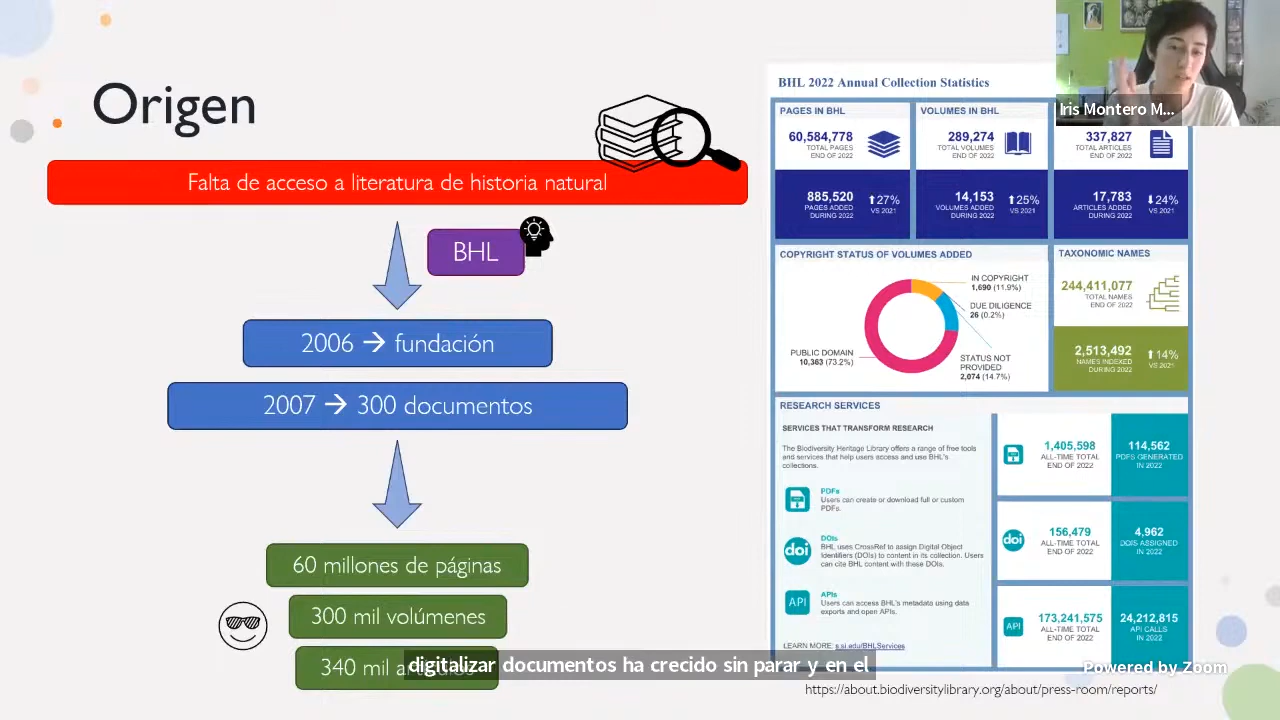 Origen
Falta de acceso a literatura de historia natural
BHL
2006 → fundación
2007 → 300 documentos
60 millones de páginas
300 mil volúmenes
340 mil
digitalizar documentos ha crecido sin parar y en el
BHL 2022 Annual Collection Statistics
Iris Montero M...
PAGES IN BHL
60,584,778
TOTAL PAGES
END OF 2022
885,520
PAGES ADDED
DURING 2022
⬆27%
VS 2021
VOLUMES IN BHL
289,274
TOTAL VOLUMES
END OF 2022
14,153
VOLUMES ADDED
DURING 2022
⬆25%
VS 2021
337,827
TOTAL ARTICLES
END OF 2022
17,783
ARTICLES ADDED
DURING 2022
⬇24%
VS 2021
COPYRIGHT STATUS OF VOLUMES ADDED
IN COPYRIGHT
1,690 (11.9%)
DUE DILIGENCE
26 (0.2%)
STATUS NOT
PROVIDED
2,074 (14.7%)
PUBLIC DOMAIN
10,363 (73.2%)
TAXONOMIC NAMES
244,411,077
TOTAL NAMES
END OF 2022
2,513,492
NAMES INDEXED
DURING 2022
⬆14%
VS 2021
RESEARCH SERVICES
SERVICES THAT TRANSFORM RESEARCH
The Biodiversity Heritage Library offers a range of free tools
and services that help users access and use BHL's
collections.
PDFs
Users can create or download full or custom
PDFs.
doi
DOIs
BHL uses CrossRef to assign Digital Object
Identifiers (DOIs) to content in its collection. Users
can cite BHL content with these DOIs.
API
APIs
Users can access BHL's metadata using data
exports and open APIs.
LEARN MORE: s.si.edu/BHLServices
1,405,598
ALL-TIME TOTAL
END OF 2022
114,562
PDFS GENERATED
IN 2022
doi
156,479
ALL-TIME TOTAL
END OF 2022
4,962
DOIS ASSIGNED
IN 2022
API
173,241,575
ALL-TIME TOTAL
END OF 2022
24,212,815
API CALLS
IN 2022
Powered by Zoom
https://about.biodiversitylibrary.org/about/press-room/reports/